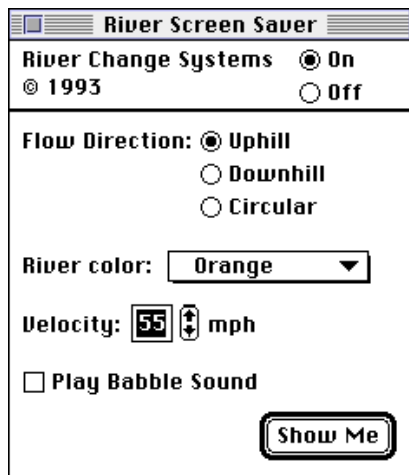 River Screen Saver
River Change Systems On
© 1993 Off
Flow Direction: Uphill
Downhill
Circular
River color: Orange
Velocity: 55 mph
Play Babble Sound
Show Me